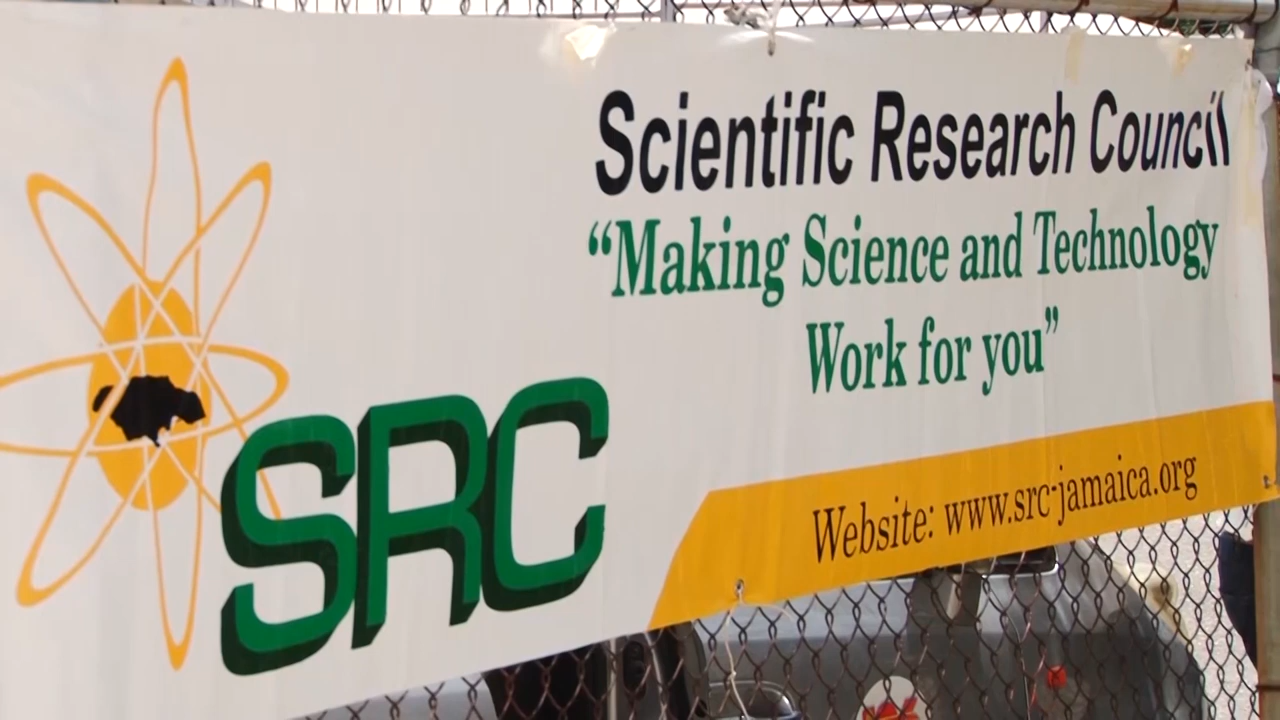 Scientific Research Council
“Making Science and Technology
Work for you”
SRC
Website: www.src-jamaica.org